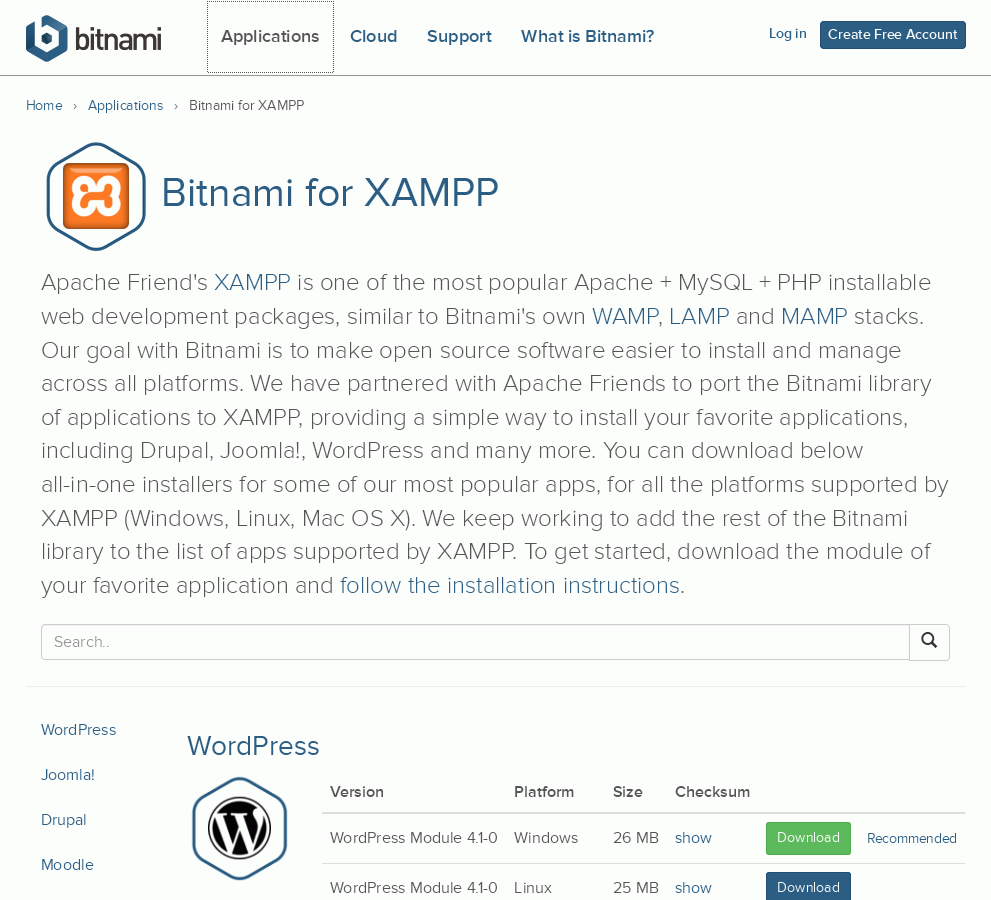 bitnami Applications Cloud Support What is Bitnami? Log in Create Free Account
Home › Applications › Bitnami for XAMPP
Bitnami for XAMPP
Apache Friend's XAMPP is one of the most popular Apache + MySQL + PHP installable
web development packages, similar to Bitnami's own WAMP, LAMP and MAMP stacks.
Our goal with Bitnami is to make open source software easier to install and manage
across all platforms. We have partnered with Apache Friends to port the Bitnami library
of applications to XAMPP, providing a simple way to install your favorite applications,
including Drupal, Joomla!, WordPress and many more. You can download below
all-in-one installers for some of our most popular apps, for all the platforms supported by
XAMPP (Windows, Linux, Mac OS X). We keep working to add the rest of the Bitnami
library to the list of apps supported by XAMPP. To get started, download the module of
your favorite application and follow the installation instructions.
Search..
WordPress
Joomla!
Drupal
Moodle
WordPress
Version Platform Size Checksum
WordPress Module 4.1-0 Windows 26 MB show Download Recommended
WordPress Module 4.1-0 Linux 25 MB show Download